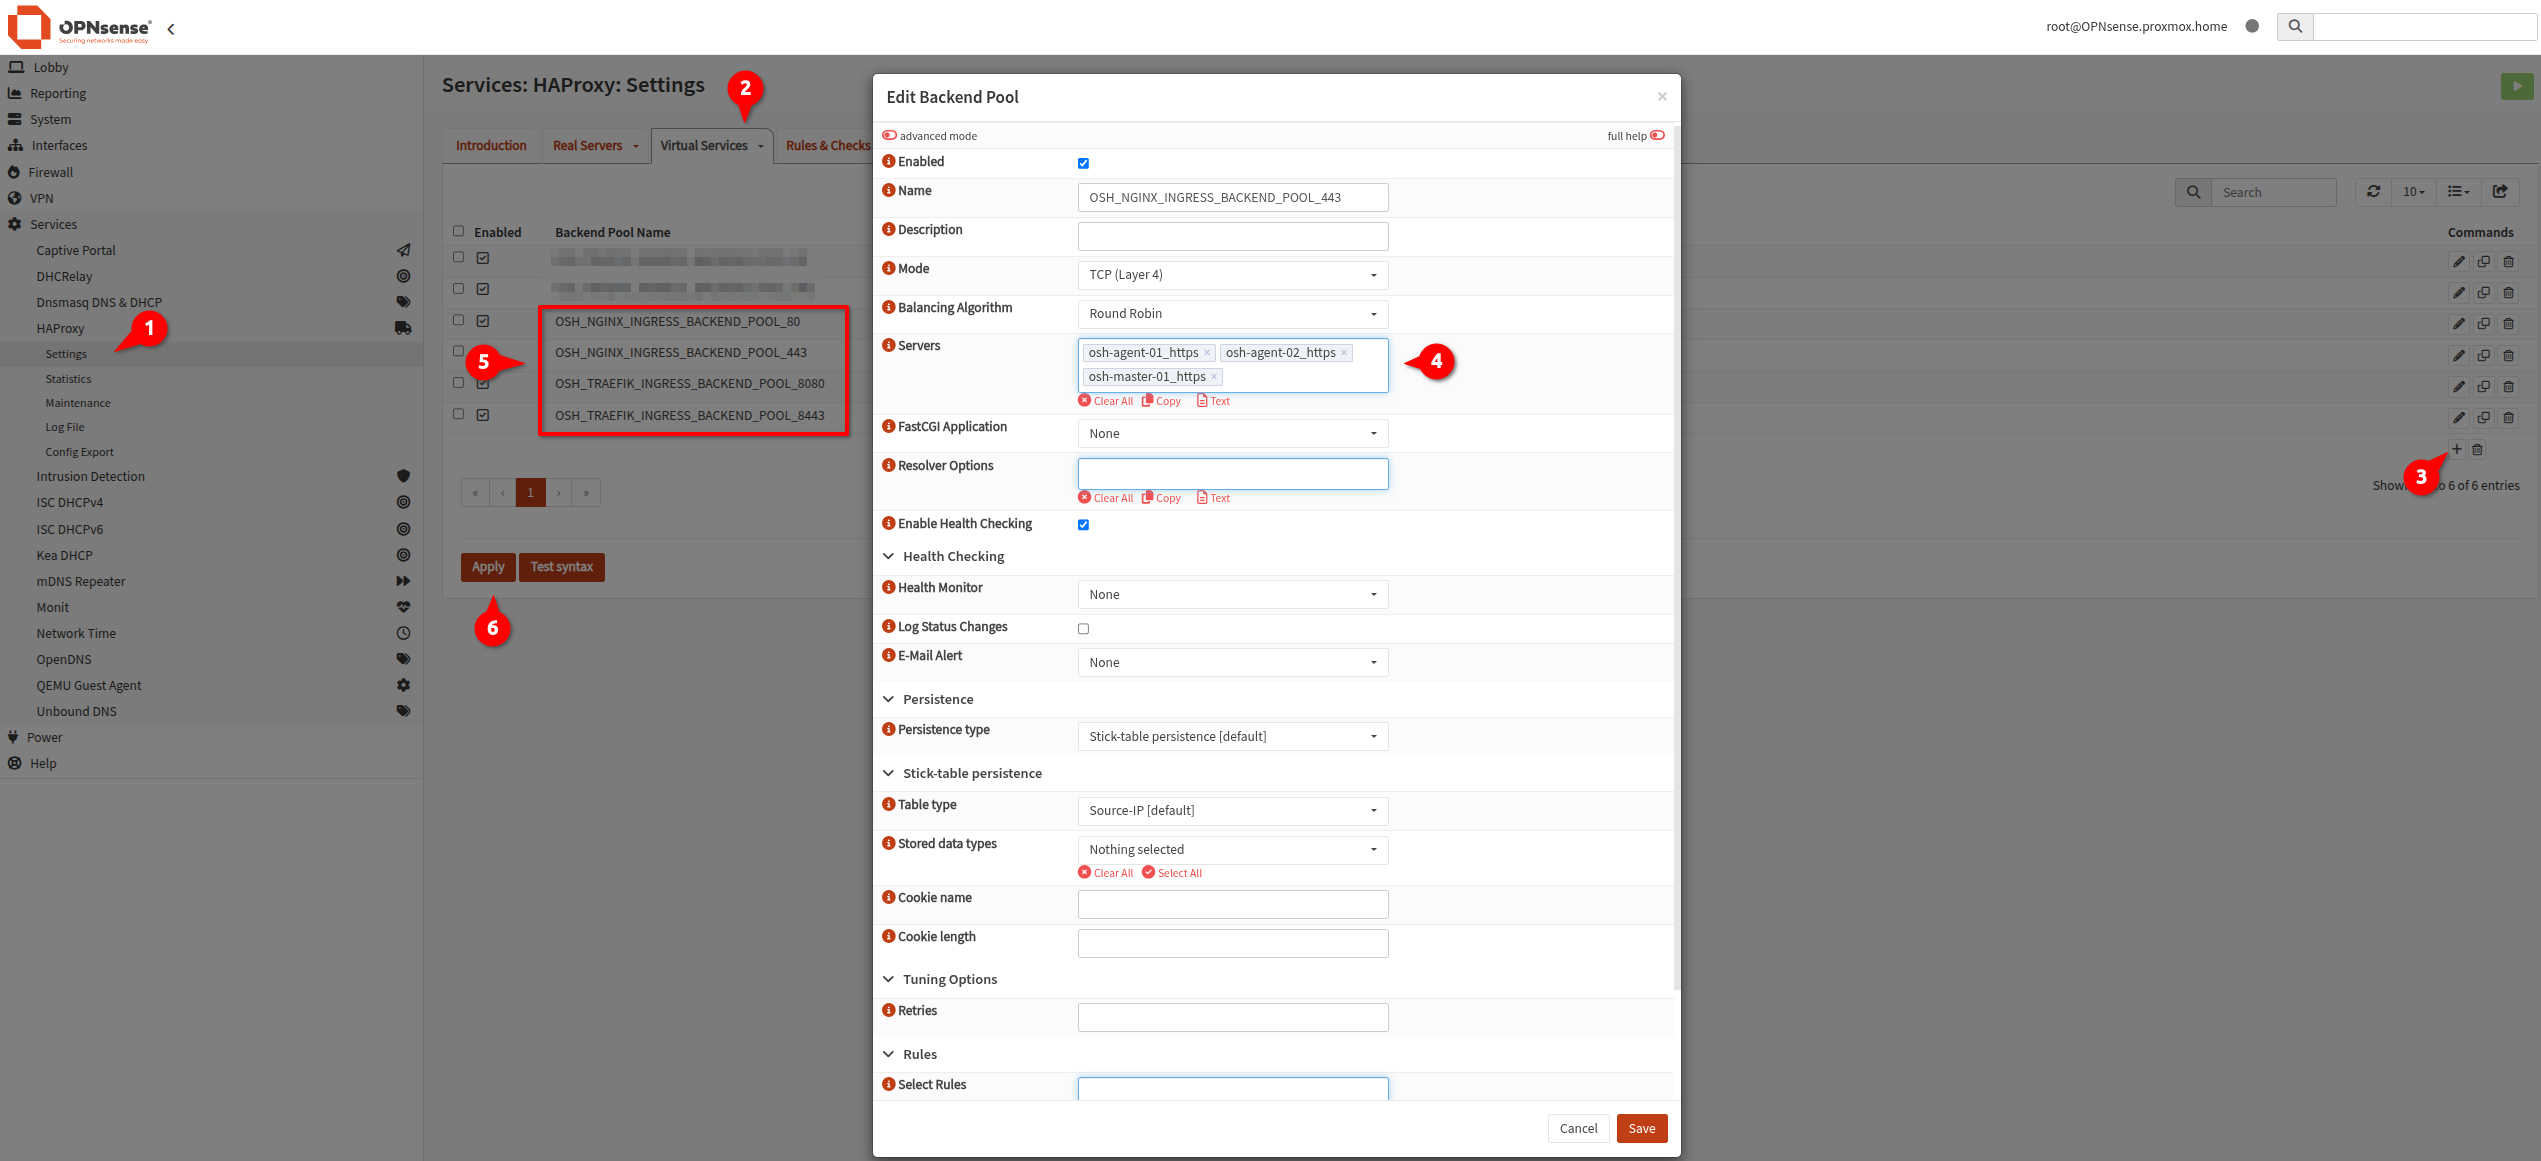 OPNsense
Securing networks made easy
root@OPNsense.proxmox.home
Lobby
Reporting
System
Interfaces
Firewall
VPN
Services
Captive Portal
DHCRelay
Dnsmasq DNS & DHCP
HAProxy
Settings
Statistics
Maintenance
Log File
Config Export
Intrusion Detection
ISC DHCPv4
ISC DHCPv6
Kea DHCP
mDNS Repeater
Monit
Network Time
OpenDNS
QEMU Guest Agent
Unbound DNS
Power
Help
1
Services: HAProxy: Settings
2
Introduction
Real Servers
Virtual Services
Rules & Checks
Search
10
Enabled
Backend Pool Name
Commands
OSH_NGINX_INGRESS_BACKEND_POOL_80
OSH_NGINX_INGRESS_BACKEND_POOL_443
OSH_TRAEFIK_INGRESS_BACKEND_POOL_8080
OSH_TRAEFIK_INGRESS_BACKEND_POOL_8443
5
« ‹ 1 › »
3
to 6 of 6 entries
Apply
Test syntax
6
Edit Backend Pool
×
advanced mode
full help
Enabled
Name
OSH_NGINX_INGRESS_BACKEND_POOL_443
Description
Mode
TCP (Layer 4)
Balancing Algorithm
Round Robin
Servers
osh-agent-01_https × osh-agent-02_https ×
osh-master-01_https ×
4
Clear All Copy Text
FastCGI Application
None
Resolver Options
Clear All Copy Text
Enable Health Checking
Health Checking
Health Monitor
None
Log Status Changes
E-Mail Alert
None
Persistence
Persistence type
Stick-table persistence [default]
Stick-table persistence
Table type
Source-IP [default]
Stored data types
Nothing selected
Clear All Select All
Cookie name
Cookie length
Tuning Options
Retries
Rules
Select Rules
Cancel
Save